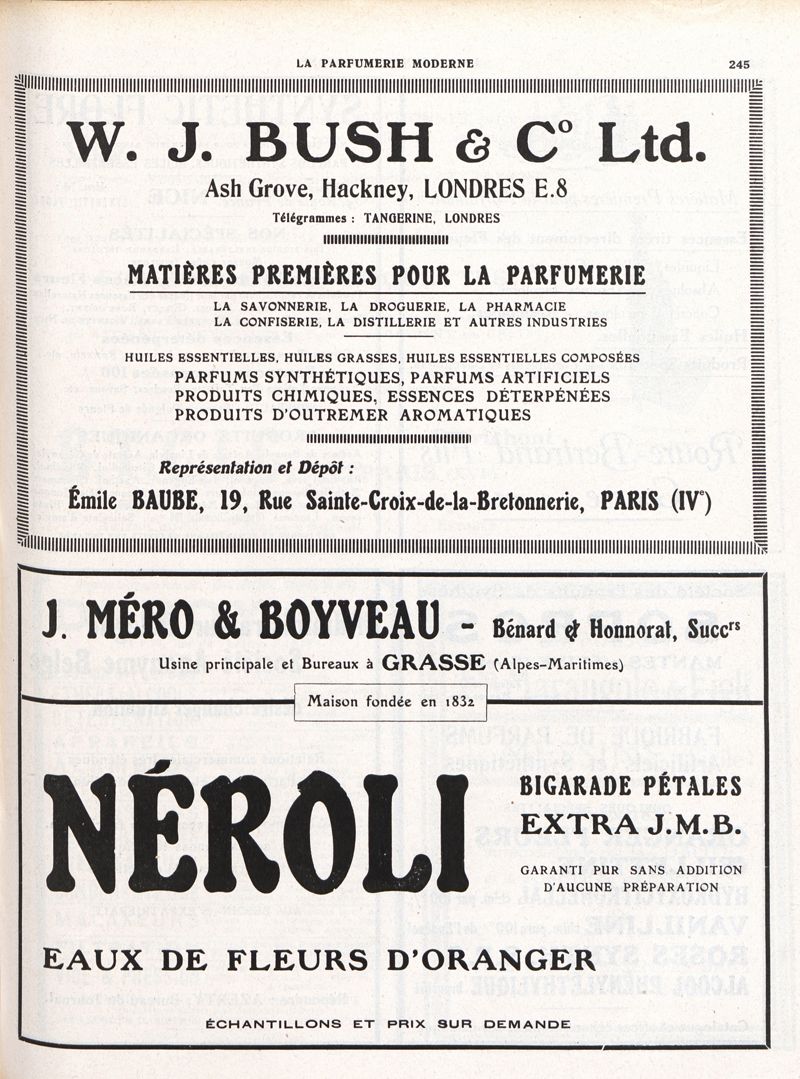 LA PARFUMERIE MODERNE 245
W. J. BUSH & Cº Ltd.
Ash Grove, Hackney, LONDRES E.8
Télégrammes : TANGERINE, LONDRES
MATIÈRES PREMIÈRES POUR LA PARFUMERIE
LA SAVONNERIE, LA DROGUERIE, LA PHARMACIE
LA CONFISERIE, LA DISTILLERIE ET AUTRES INDUSTRIES
HUILES ESSENTIELLES, HUILES GRASSES, HUILES ESSENTIELLES COMPOSÉES
PARFUMS SYNTHÉTIQUES, PARFUMS ARTIFICIELS
PRODUITS CHIMIQUES, ESSENCES DÉTERPÉNÉES
PRODUITS D'OUTREMER AROMATIQUES
Représentation et Dépôt :
Émile BAUBE, 19, Rue Sainte-Croix-de-la-Bretonnerie, PARIS (IVᵉ)
J. MÉRO & BOYVEAU - Bénard & Honnorat, Succʳˢ
Usine principale et Bureaux à GRASSE (Alpes-Maritimes)
Maison fondée en 1832
NÉROLI
BIGARADE PÉTALES
EXTRA J.M.B.
GARANTI PUR SANS ADDITION
D'AUCUNE PRÉPARATION
EAUX DE FLEURS D'ORANGER
ÉCHANTILLONS ET PRIX SUR DEMANDE